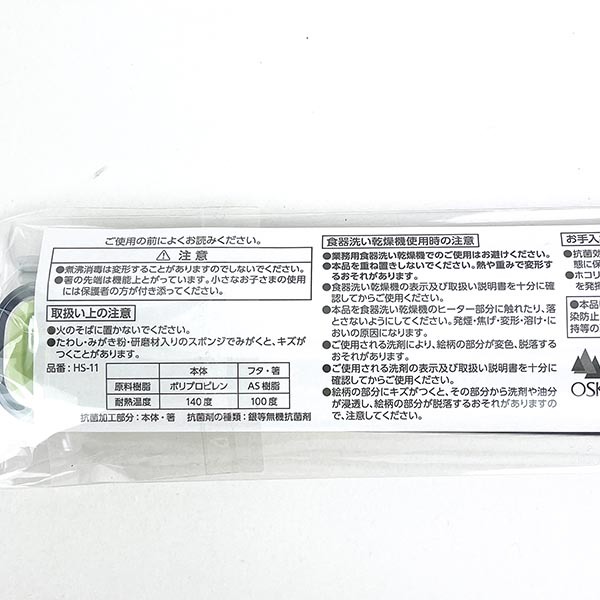 ご使用の前によくお読みください。
⚠ 注意
●煮沸消毒は変形することがありますのでしないでください。
●箸の先端は機能上とがっています。小さなお子さまの使用
には保護者の方が付き添ってください。
取扱い上の注意
●火のそばに置かないでください。
●たわし・みがき粉・研磨材入りのスポンジでみがくと、キズが
つくことがあります。
品番：HS-11
本体 フタ・箸
原料樹脂 ポリプロピレン AS樹脂
耐熱温度 140度 100度
抗菌加工部分：本体・箸 抗菌剤の種類：銀等無機抗菌剤
食器洗い乾燥機使用時の注意
●業務用食器洗い乾燥機でのご使用はお避けください。
●本品を重ね置きしないでください。熱や重みで変形する
おそれがあります。
●食器洗い乾燥機の表示及び取扱い説明書を十分に確
認してからご使用ください。
●本品を食器洗い乾燥機のヒーター部分に触れたり、落
とさないようにしてください。発煙・焦げ・変形・溶け・に
おいの原因になります。
●ご使用される洗剤により、絵柄の部分が変色、脱落する
おそれがあります。
●ご使用される洗剤の表示及び取扱い説明書を十分に
確認してからご使用ください。
●絵柄の部分にキズがつくと、その部分から洗剤や油分
が浸透し、絵柄の部分が脱落するおそれがありますの
で、注意してください。
お手入
●抗菌効
態に保
●ホコリ
を発揮
●本品
染防止
持等の
OSK